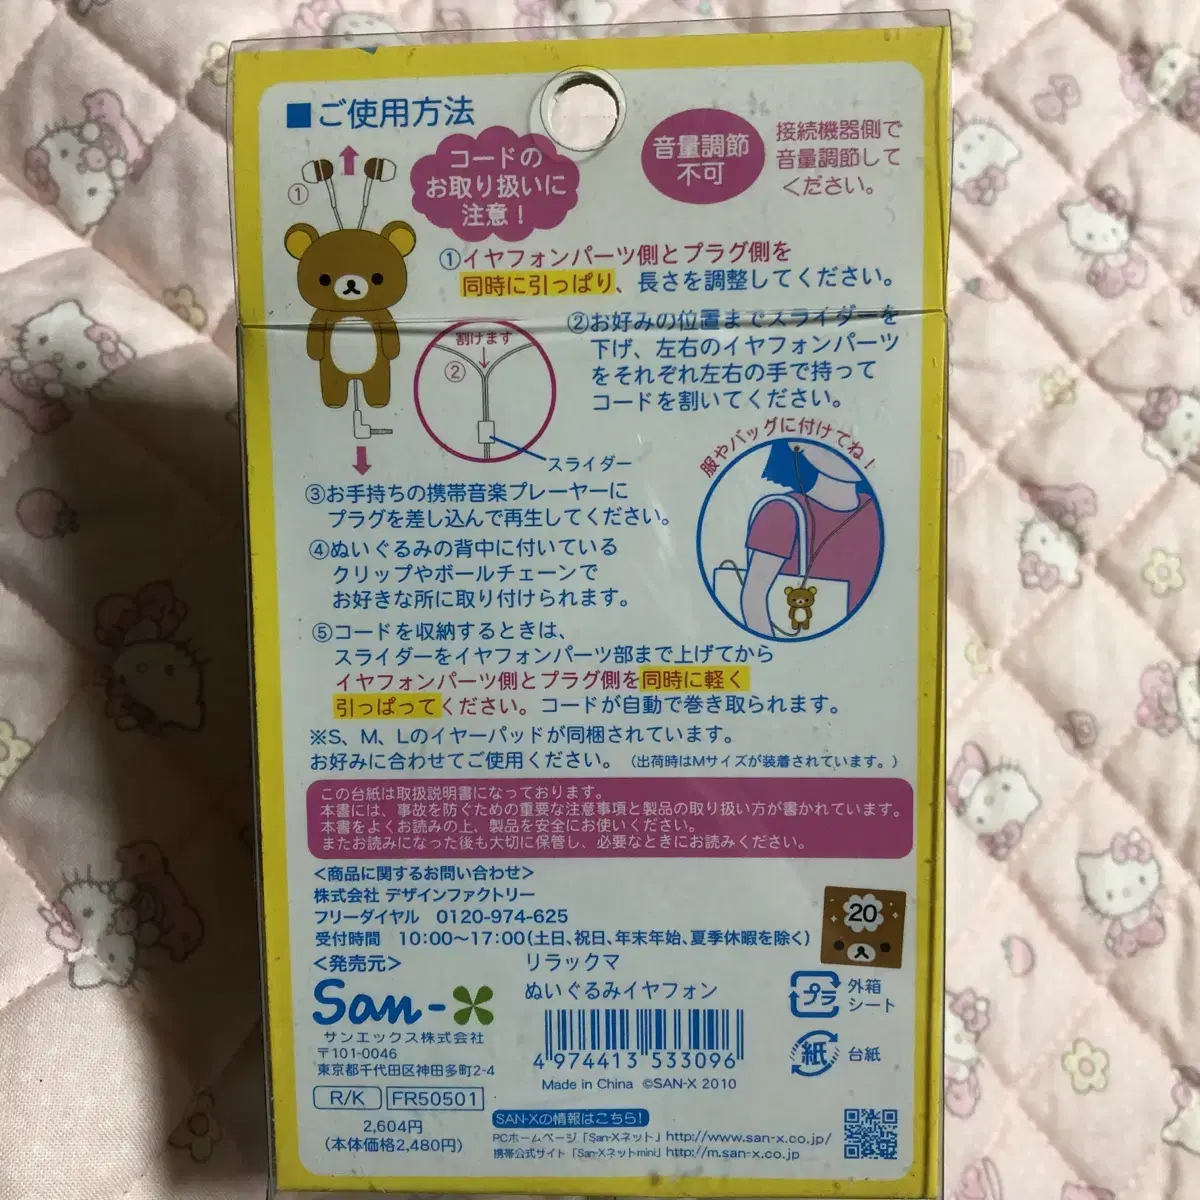 ■ご使用方法
コードの
お取り扱いに
注意！
音量調節
不可
接続機器側で
音量調節して
ください。
①
①イヤフォンパーツ側とプラグ側を
同時に引っぱり、長さを調整してください。
割けます
②
スライダー
②お好みの位置までスライダーを
下げ、左右のイヤフォンパーツ
をそれぞれ左右の手で持って
コードを割いてください。
服やバッグに付けてね！
③お手持ちの携帯音楽プレーヤーに
プラグを差し込んで再生してください。
④ぬいぐるみの背中に付いている
クリップやボールチェーンで
お好きな所に取り付けられます。
⑤コードを収納するときは、
スライダーをイヤフォンパーツ部まで上げてから
イヤフォンパーツ側とプラグ側を同時に軽く
引っぱってください。コードが自動で巻き取られます。
※S、M、Lのイヤーパッドが同梱されています。
お好みに合わせてご使用ください。（出荷時はMサイズが装着されています。）
この台紙は取扱説明書になっております。
本書には、事故を防ぐための重要な注意事項と製品の取り扱い方が書かれています。
本書をよくお読みの上、製品を安全にお使いください。
またお読みになった後も大切に保管し、必要なときにお読みください。
<商品に関するお問い合わせ>
株式会社 デザインファクトリー
フリーダイヤル 0120-974-625
受付時間 10:00〜17:00(土日、祝日、年末年始、夏季休暇を除く)
20
<発売元>
San-X
サンエックス株式会社
〒101-0046
東京都千代田区神田多町2-4
R/K FR50501
2,604円
(本体価格2,480円)
リラックマ
ぬいぐるみイヤフォン
4 974413 533096
Made in China ©SAN-X 2010
プラ 外箱
シート
紙 台紙
SAN-Xの情報はこちら!
PCホームページ「San-Xネット」http://www.san-x.co.jp/
携帯公式サイト「San-Xネットmini」http://m.san-x.co.jp/